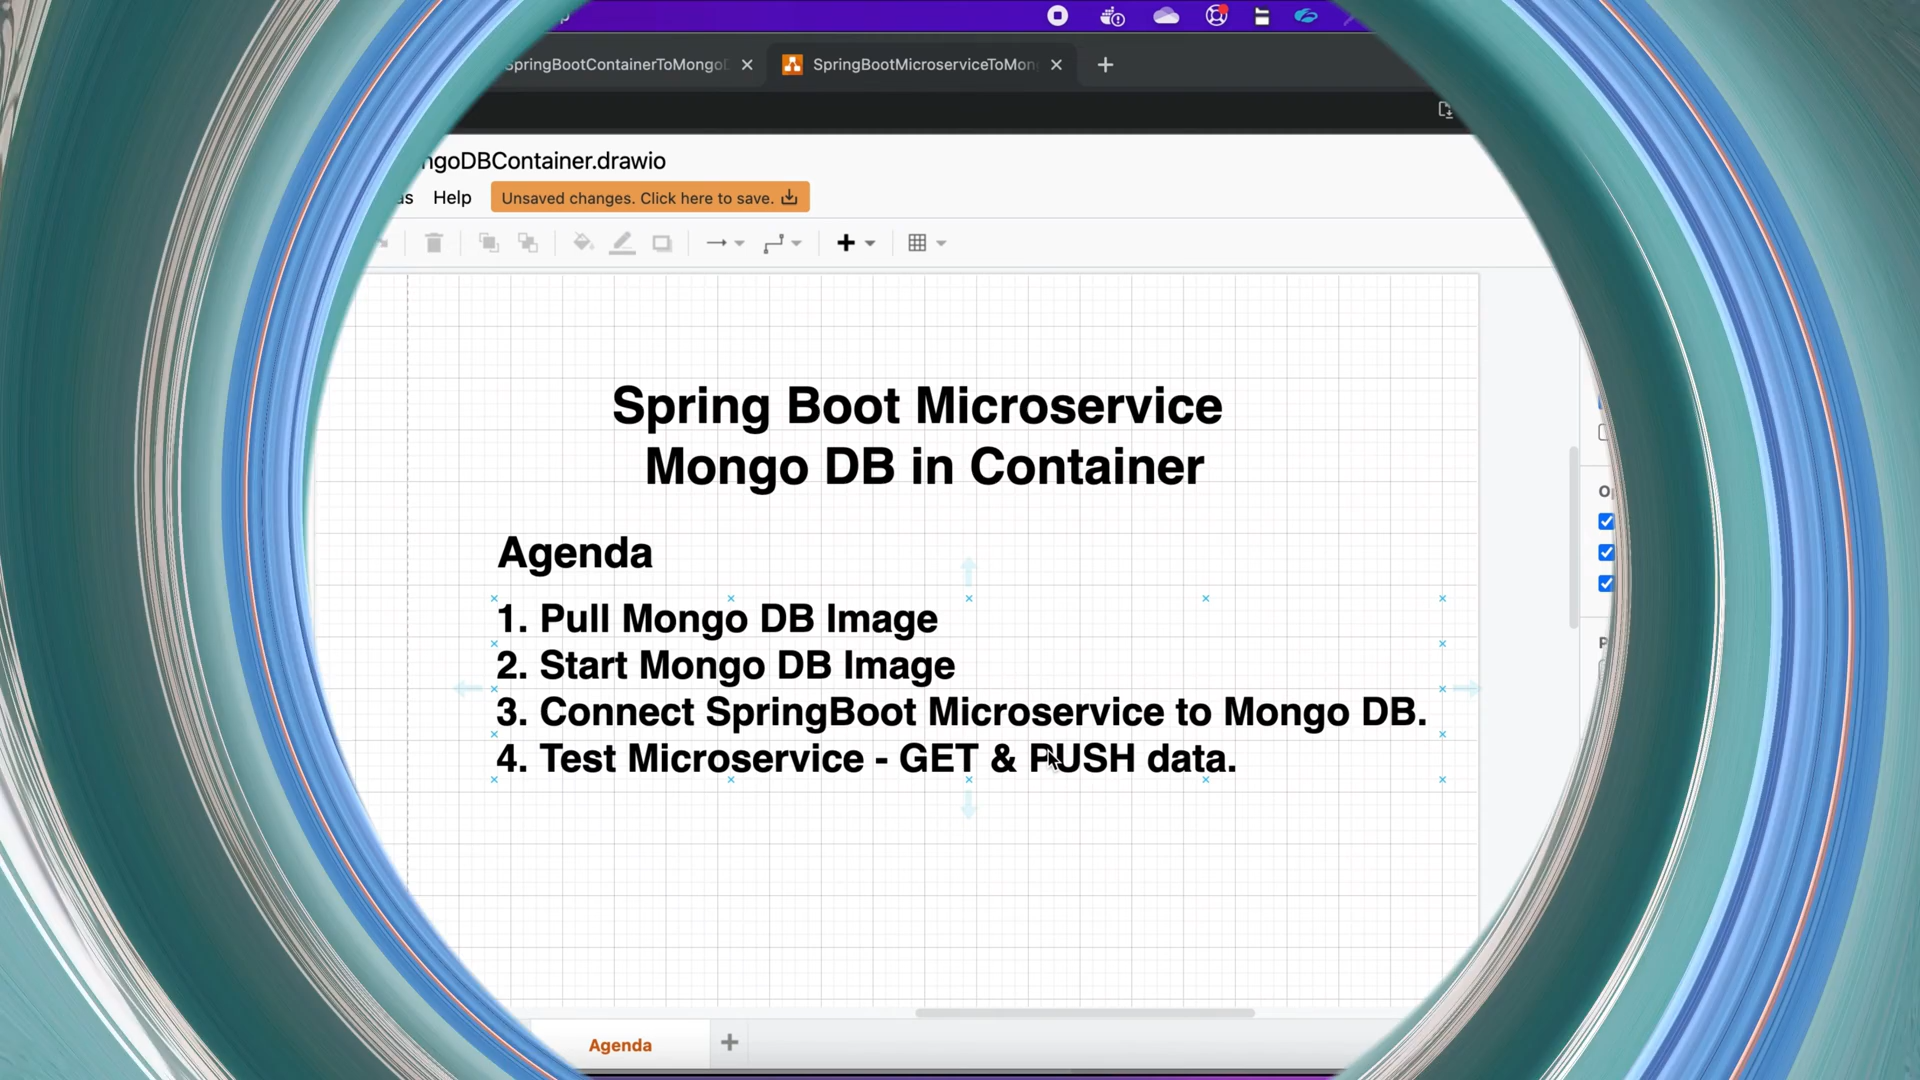 SpringBootContainerToMongo
SpringBootMicroserviceToMon
ngoDBContainer.drawio
as Help Unsaved changes. Click here to save.
Spring Boot Microservice
Mongo DB in Container
Agenda
1. Pull Mongo DB Image
2. Start Mongo DB Image
3. Connect SpringBoot Microservice to Mongo DB.
4. Test Microservice - GET & PUSH data.
Agenda